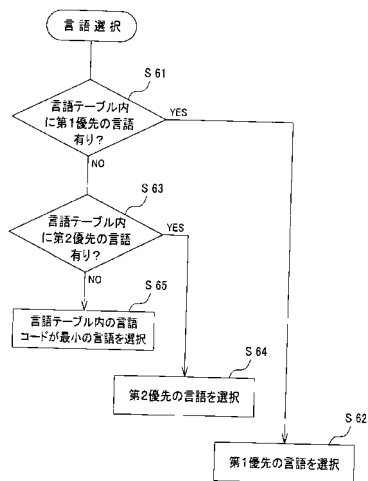 言語選択
S 61
言語テーブル内
に第1優先の言語
有り?
YES
NO
S 63
言語テーブル内
に第2優先の言語
有り?
YES
NO
S 65
言語テーブル内の言語
コードが最小の言語を選択
S 64
第2優先の言語を選択
S 62
第1優先の言語を選択